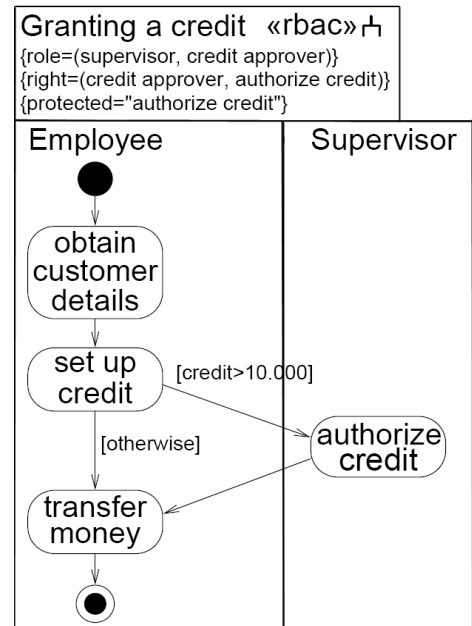 Granting a credit «rbac»
{role=(supervisor, credit approver)}
{right=(credit approver, authorize credit)}
{protected="authorize credit"}
Employee
Supervisor
obtain
customer
details
set up
credit
[credit>10.000]
[otherwise]
authorize
credit
transfer
money